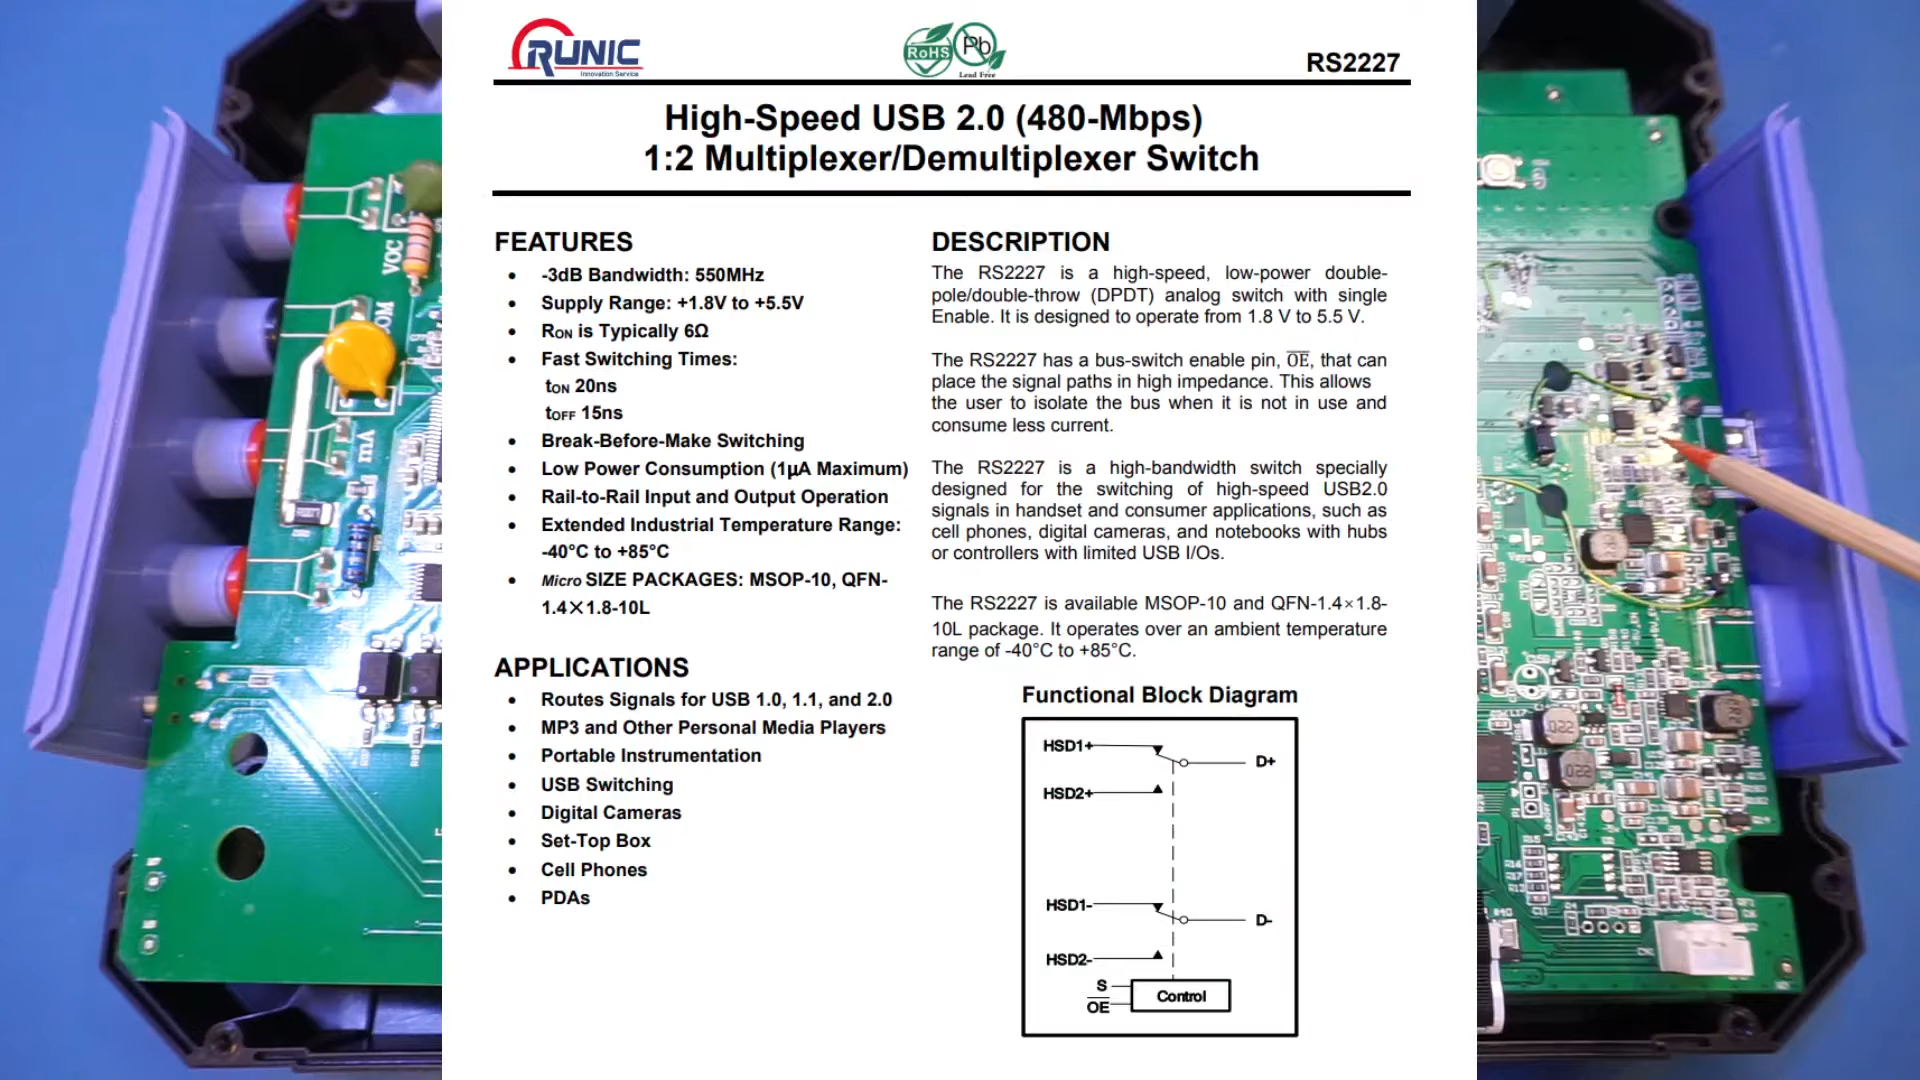 RUNIC
Innovation Service
RoHS
Pb
Lead Free
RS2227
High-Speed USB 2.0 (480-Mbps)
1:2 Multiplexer/Demultiplexer Switch
FEATURES
• -3dB Bandwidth: 550MHz
• Supply Range: +1.8V to +5.5V
• RON is Typically 6Ω
• Fast Switching Times:
tON 20ns
tOFF 15ns
• Break-Before-Make Switching
• Low Power Consumption (1μA Maximum)
• Rail-to-Rail Input and Output Operation
• Extended Industrial Temperature Range:
-40°C to +85°C
• Micro SIZE PACKAGES: MSOP-10, QFN-
1.4×1.8-10L
APPLICATIONS
• Routes Signals for USB 1.0, 1.1, and 2.0
• MP3 and Other Personal Media Players
• Portable Instrumentation
• USB Switching
• Digital Cameras
• Set-Top Box
• Cell Phones
• PDAs
DESCRIPTION
The RS2227 is a high-speed, low-power double-
pole/double-throw (DPDT) analog switch with single
Enable. It is designed to operate from 1.8 V to 5.5 V.
The RS2227 has a bus-switch enable pin, OE, that can
place the signal paths in high impedance. This allows
the user to isolate the bus when it is not in use and
consume less current.
The RS2227 is a high-bandwidth switch specially
designed for the switching of high-speed USB2.0
signals in handset and consumer applications, such as
cell phones, digital cameras, and notebooks with hubs
or controllers with limited USB I/Os.
The RS2227 is available MSOP-10 and QFN-1.4×1.8-
10L package. It operates over an ambient temperature
range of -40°C to +85°C.
Functional Block Diagram
HSD1+
D+
HSD2+
HSD1-
D-
HSD2-
S
OE
Control
VOC
mA
220
220